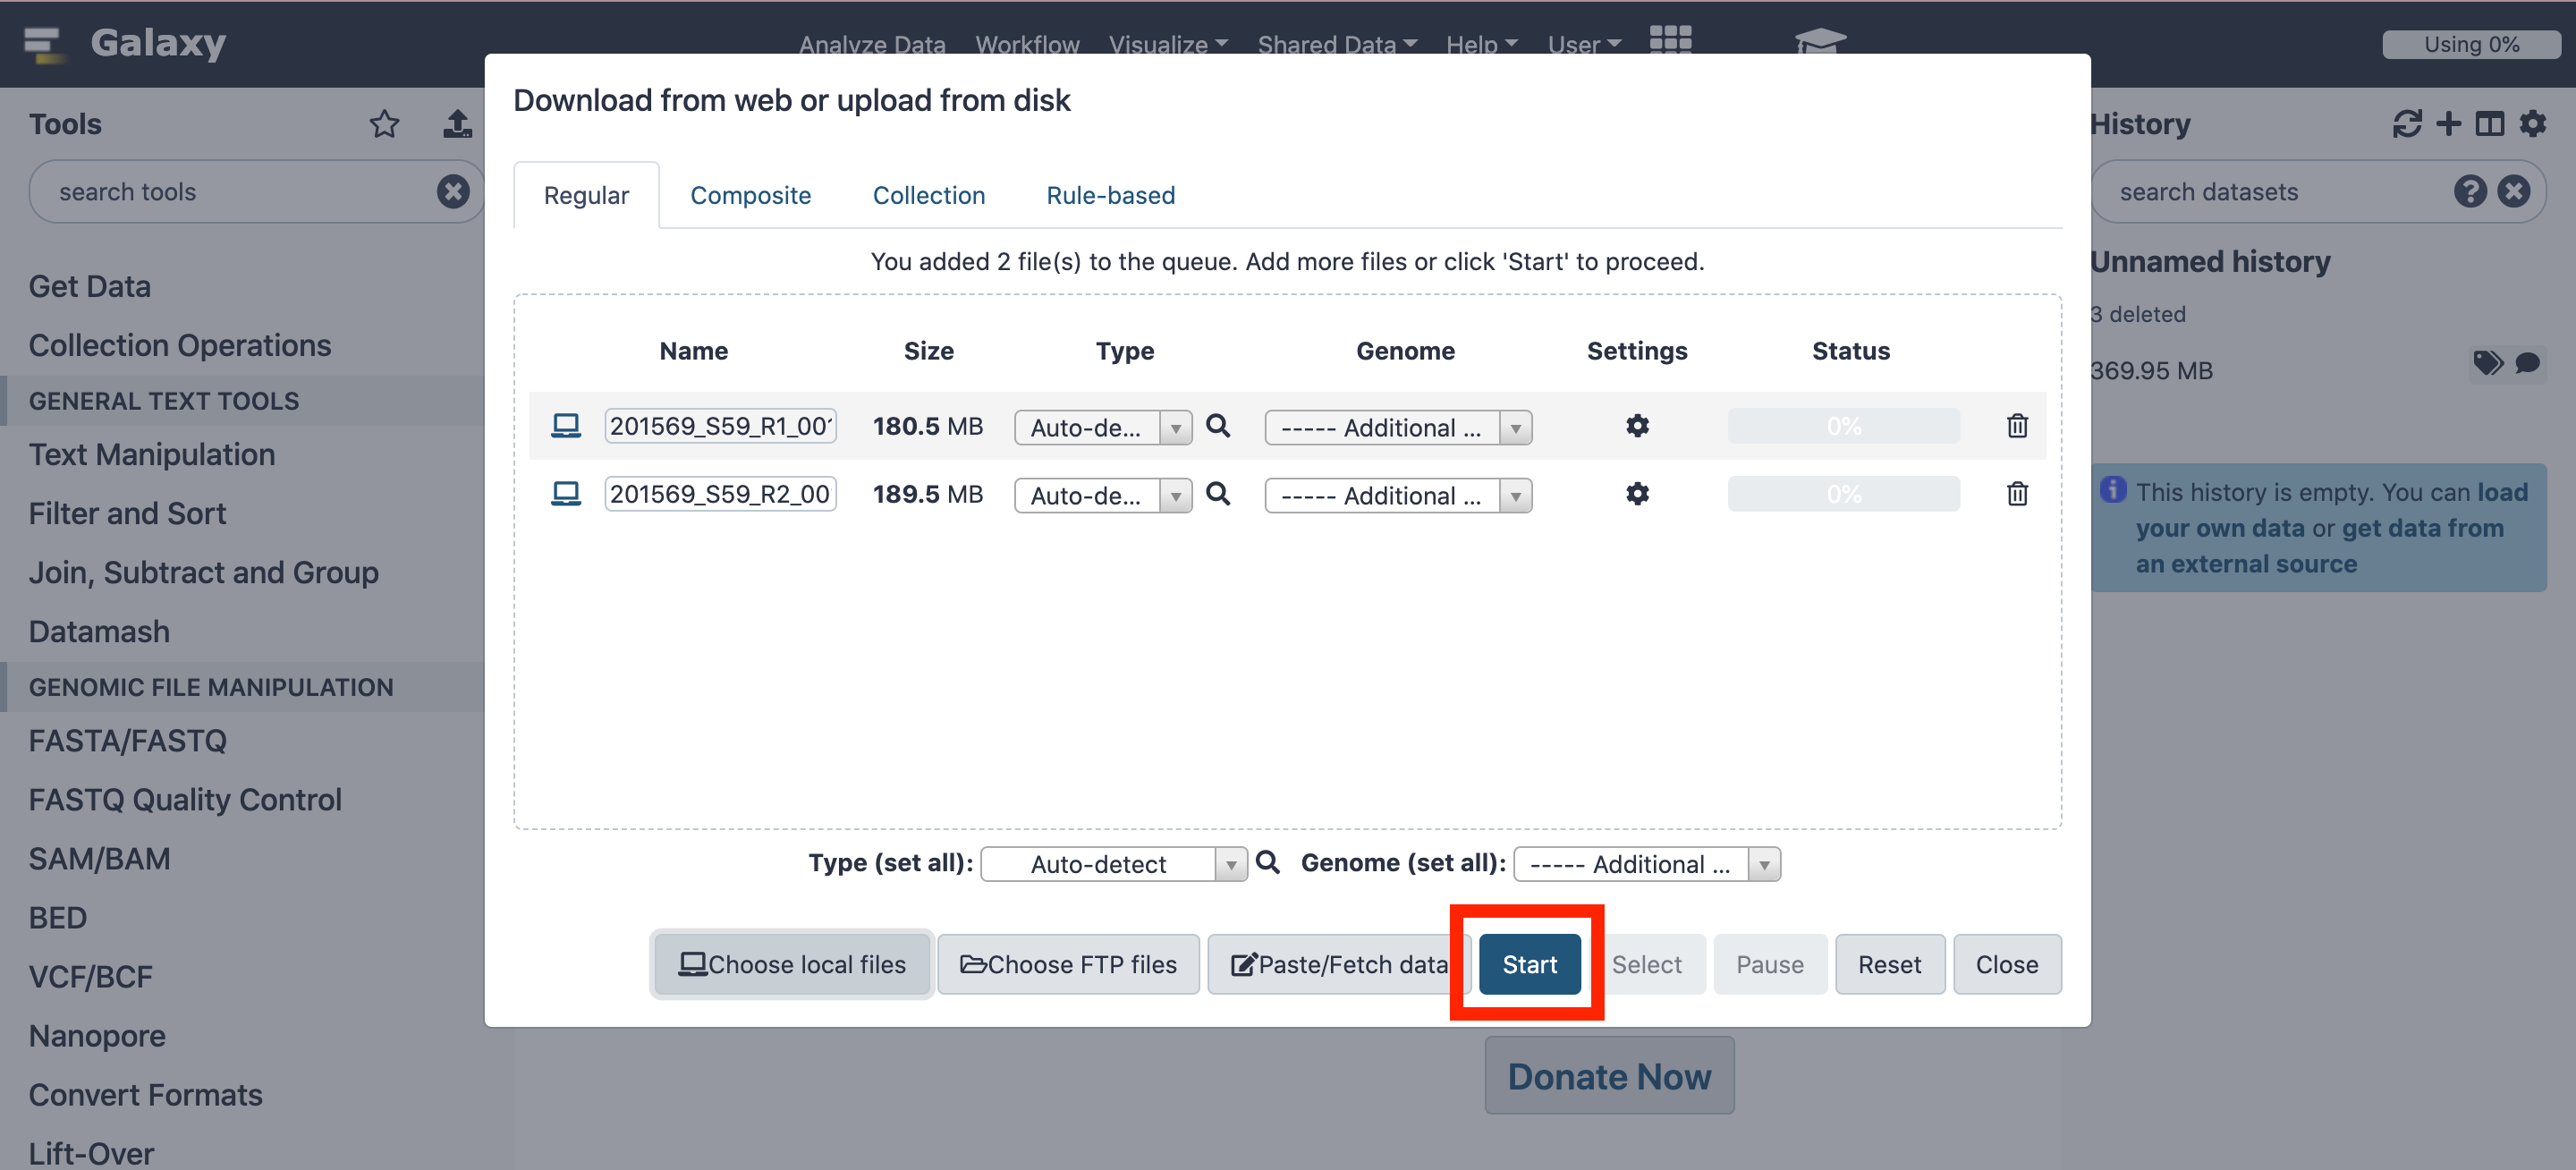 Galaxy
Analyze Data Workflow Visualize Shared Data Help User
Using 0%
Tools
search tools
Get Data
Collection Operations
GENERAL TEXT TOOLS
Text Manipulation
Filter and Sort
Join, Subtract and Group
Datamash
GENOMIC FILE MANIPULATION
FASTA/FASTQ
FASTQ Quality Control
SAM/BAM
BED
VCF/BCF
Nanopore
Convert Formats
Lift-Over
Download from web or upload from disk
Regular Composite Collection Rule-based
You added 2 file(s) to the queue. Add more files or click 'Start' to proceed.
Name Size Type Genome Settings Status
201569_S59_R1_00 180.5 MB Auto-de... ----- Additional ... 0%
201569_S59_R2_00 189.5 MB Auto-de... ----- Additional ... 0%
Type (set all): Auto-detect Genome (set all): ----- Additional ...
Choose local files Choose FTP files Paste/Fetch data Start Select Pause Reset Close
Donate Now
History
search datasets
Unnamed history
3 deleted
369.95 MB
This history is empty. You can load
your own data or get data from
an external source